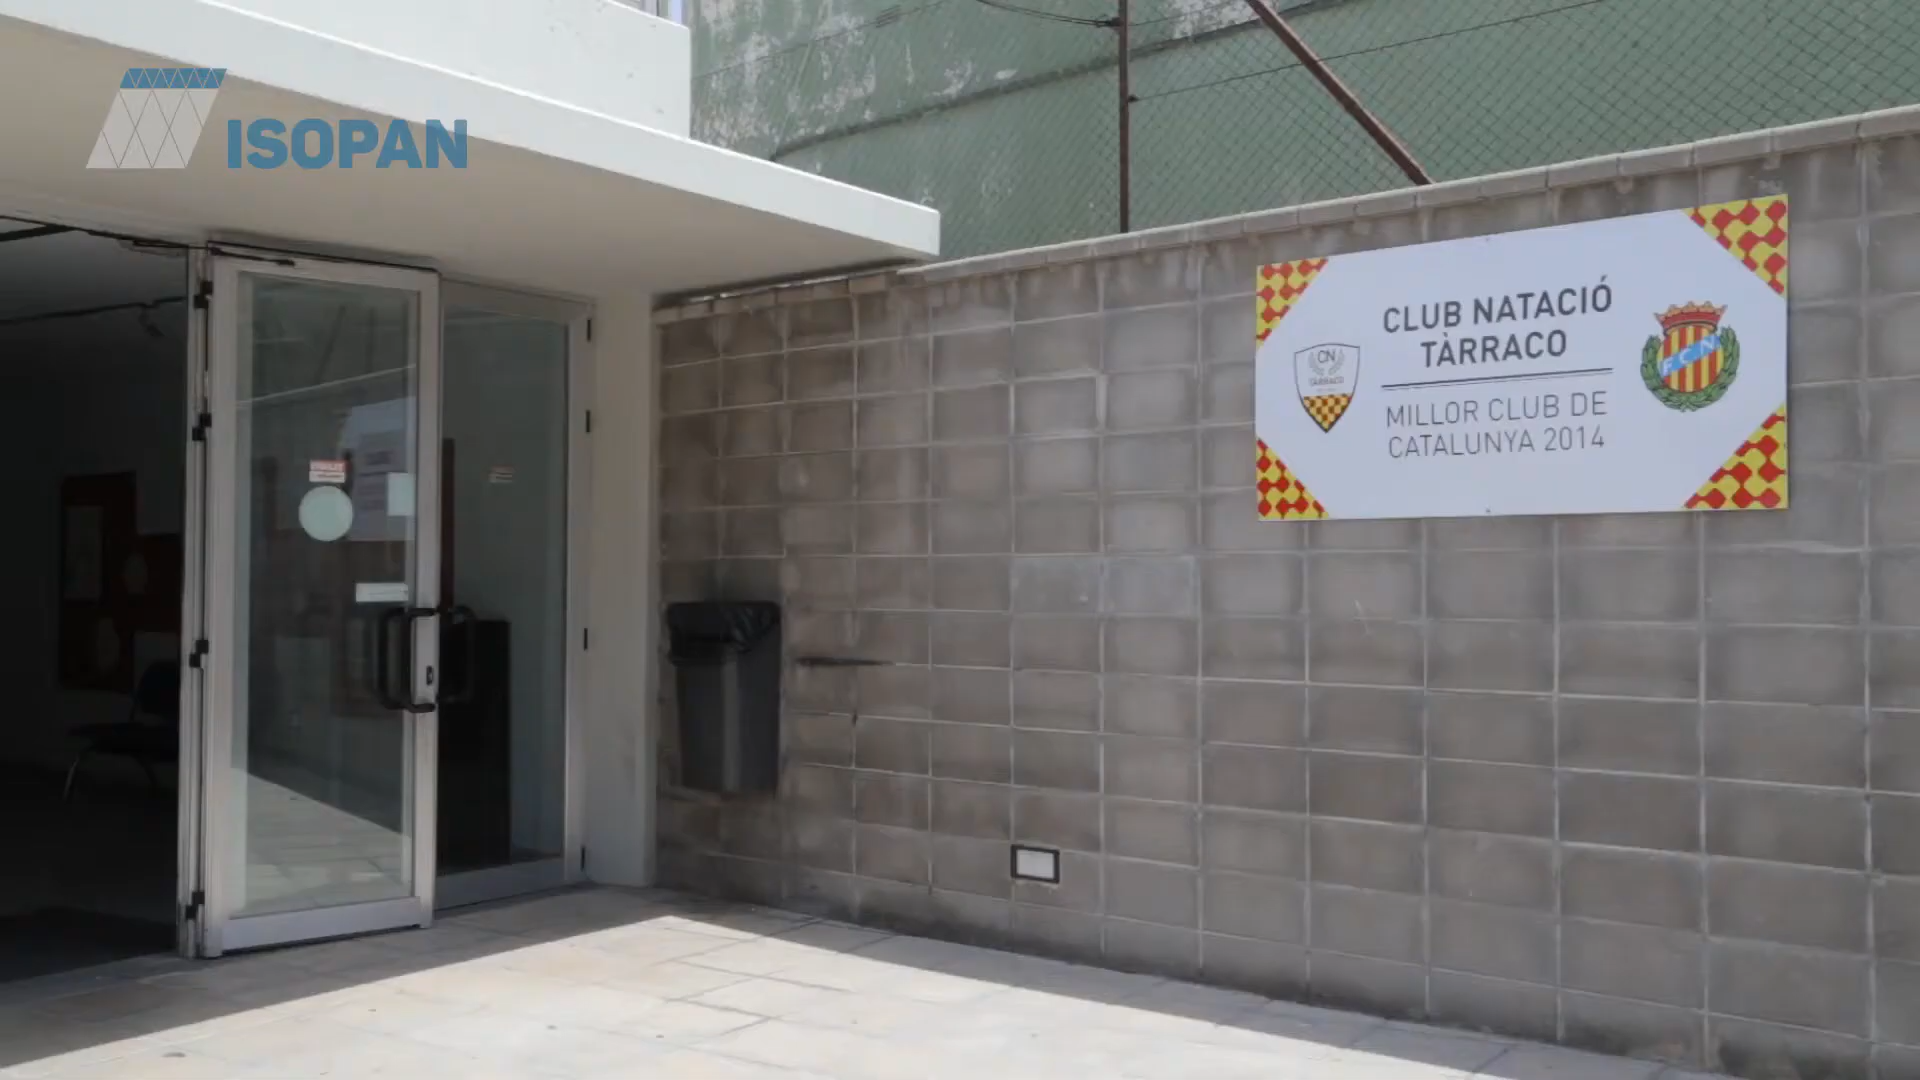 ISOPAN
CLUB NATACIÓ
TÀRRACO
MILLOR CLUB DE
CATALUNYA 2014
CN
TÀRRACO
F.C.N